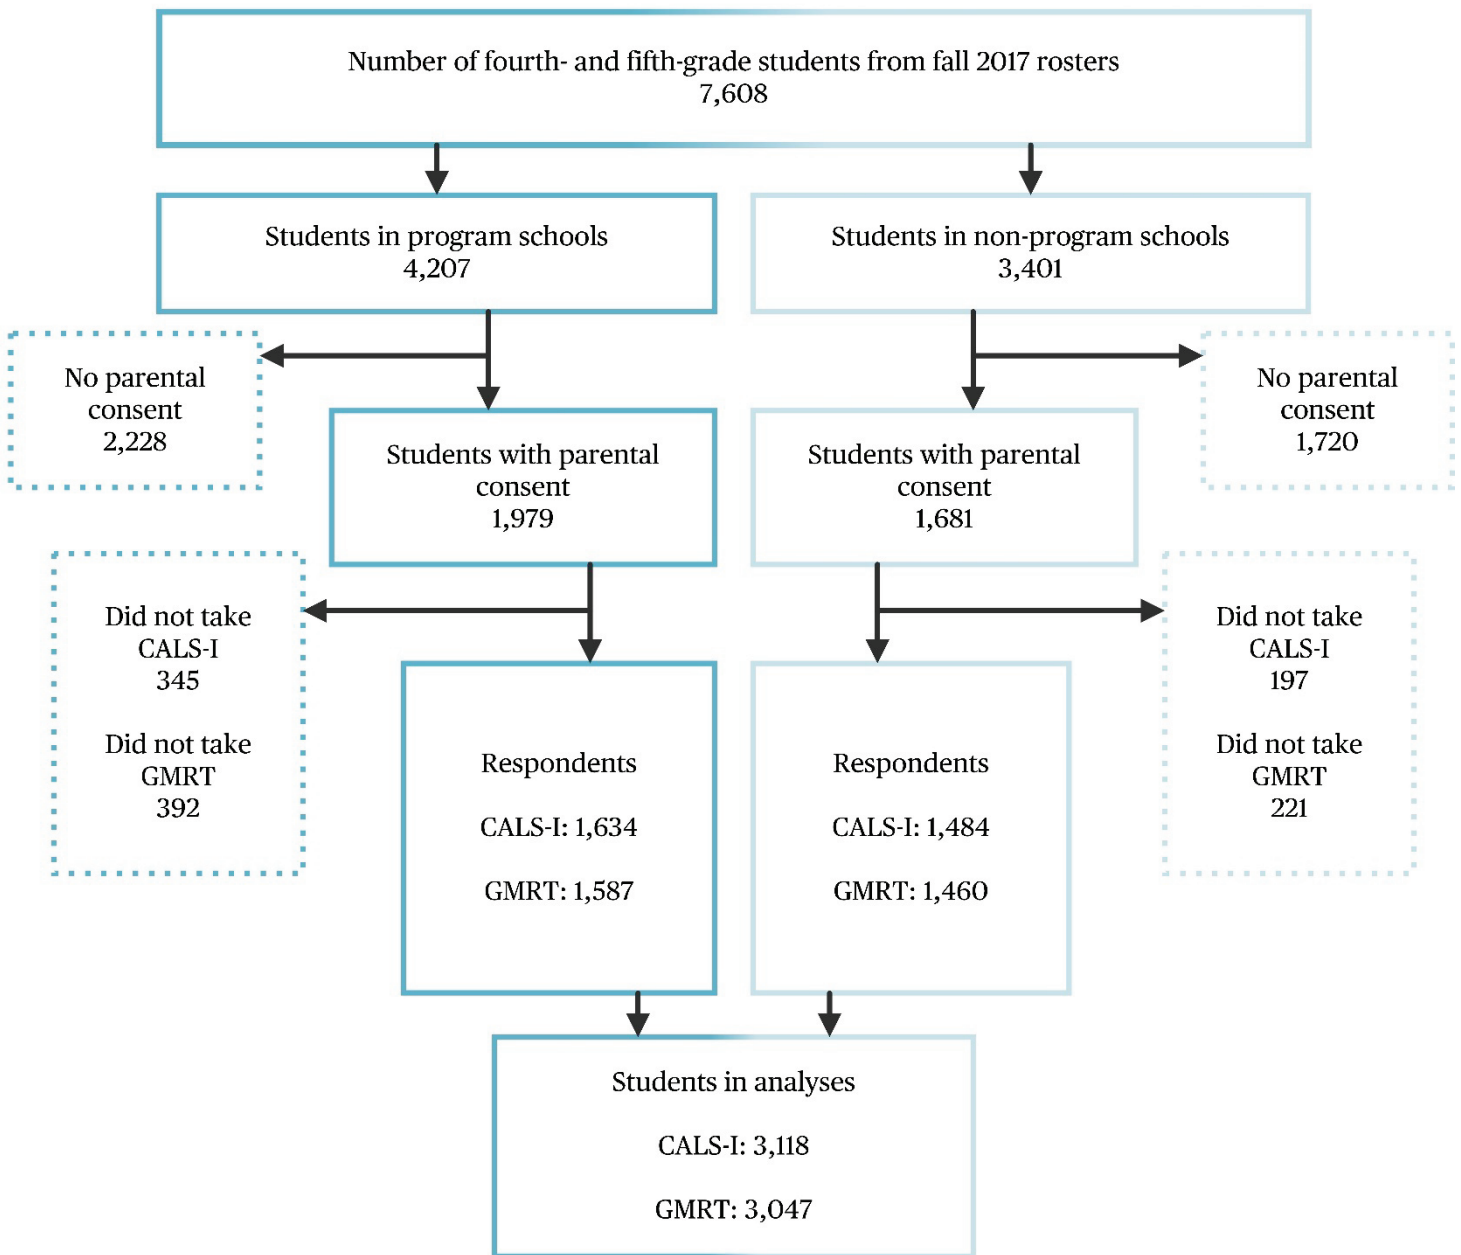 Number of fourth- and fifth-grade students from fall 2017 rosters
7,608
Students in program schools
4,207
Students in non-program schools
3,401
No parental
consent
2,228
Students with parental
consent
1,979
Students with parental
consent
1,681
No parental
consent
1,720
Did not take
CALS-I
345
Did not take
GMRT
392
Respondents
CALS-I: 1,634
GMRT: 1,587
Respondents
CALS-I: 1,484
GMRT: 1,460
Did not take
CALS-I
197
Did not take
GMRT
221
Students in analyses
CALS-I: 3,118
GMRT: 3,047